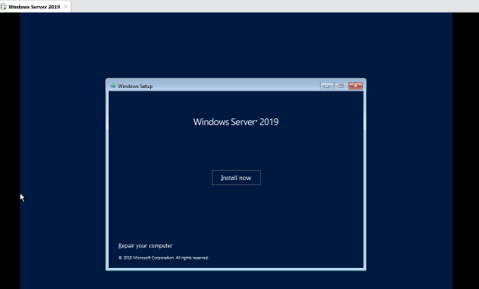 Windows Server 2019
Windows Setup
Windows Server® 2019
Install now
Repair your computer
© 2018 Microsoft Corporation. All rights reserved.